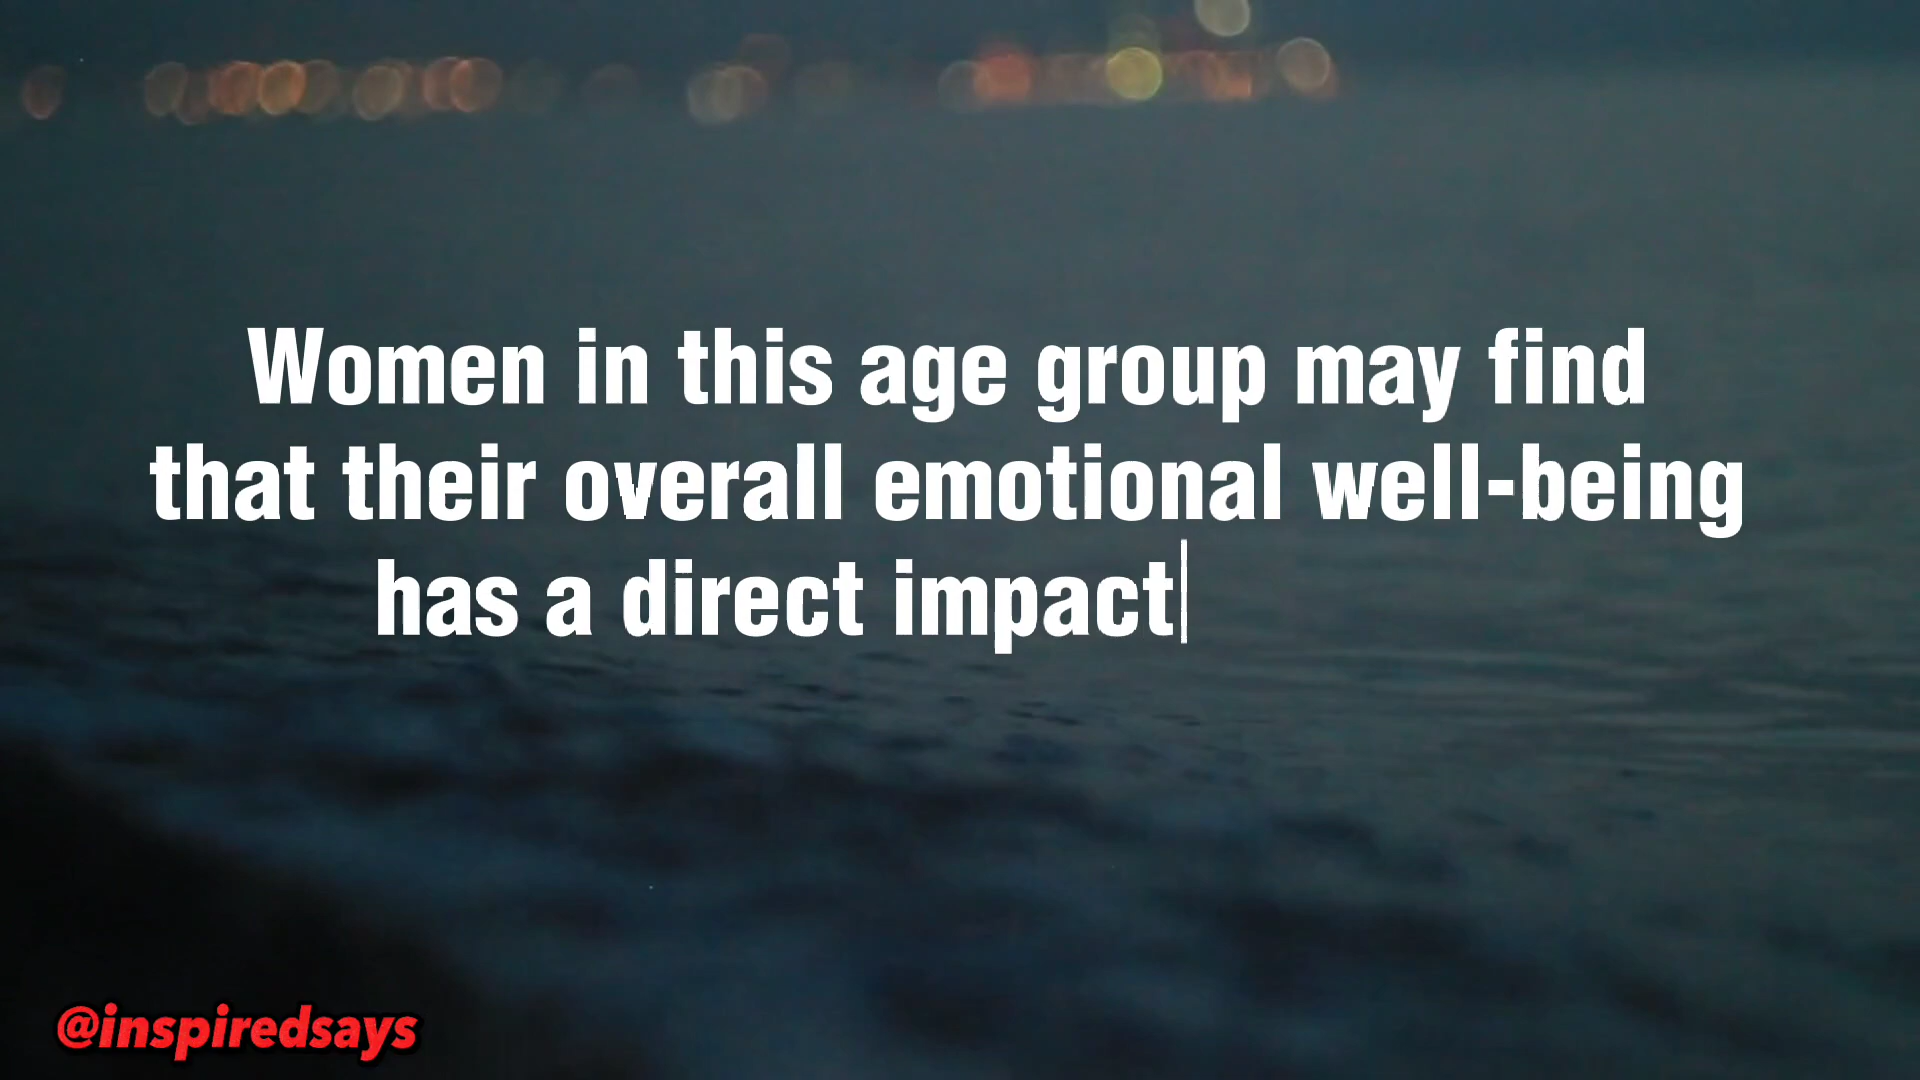 Women in this age group may find
that their overall emotional well-being
has a direct impact
@inspiredsays